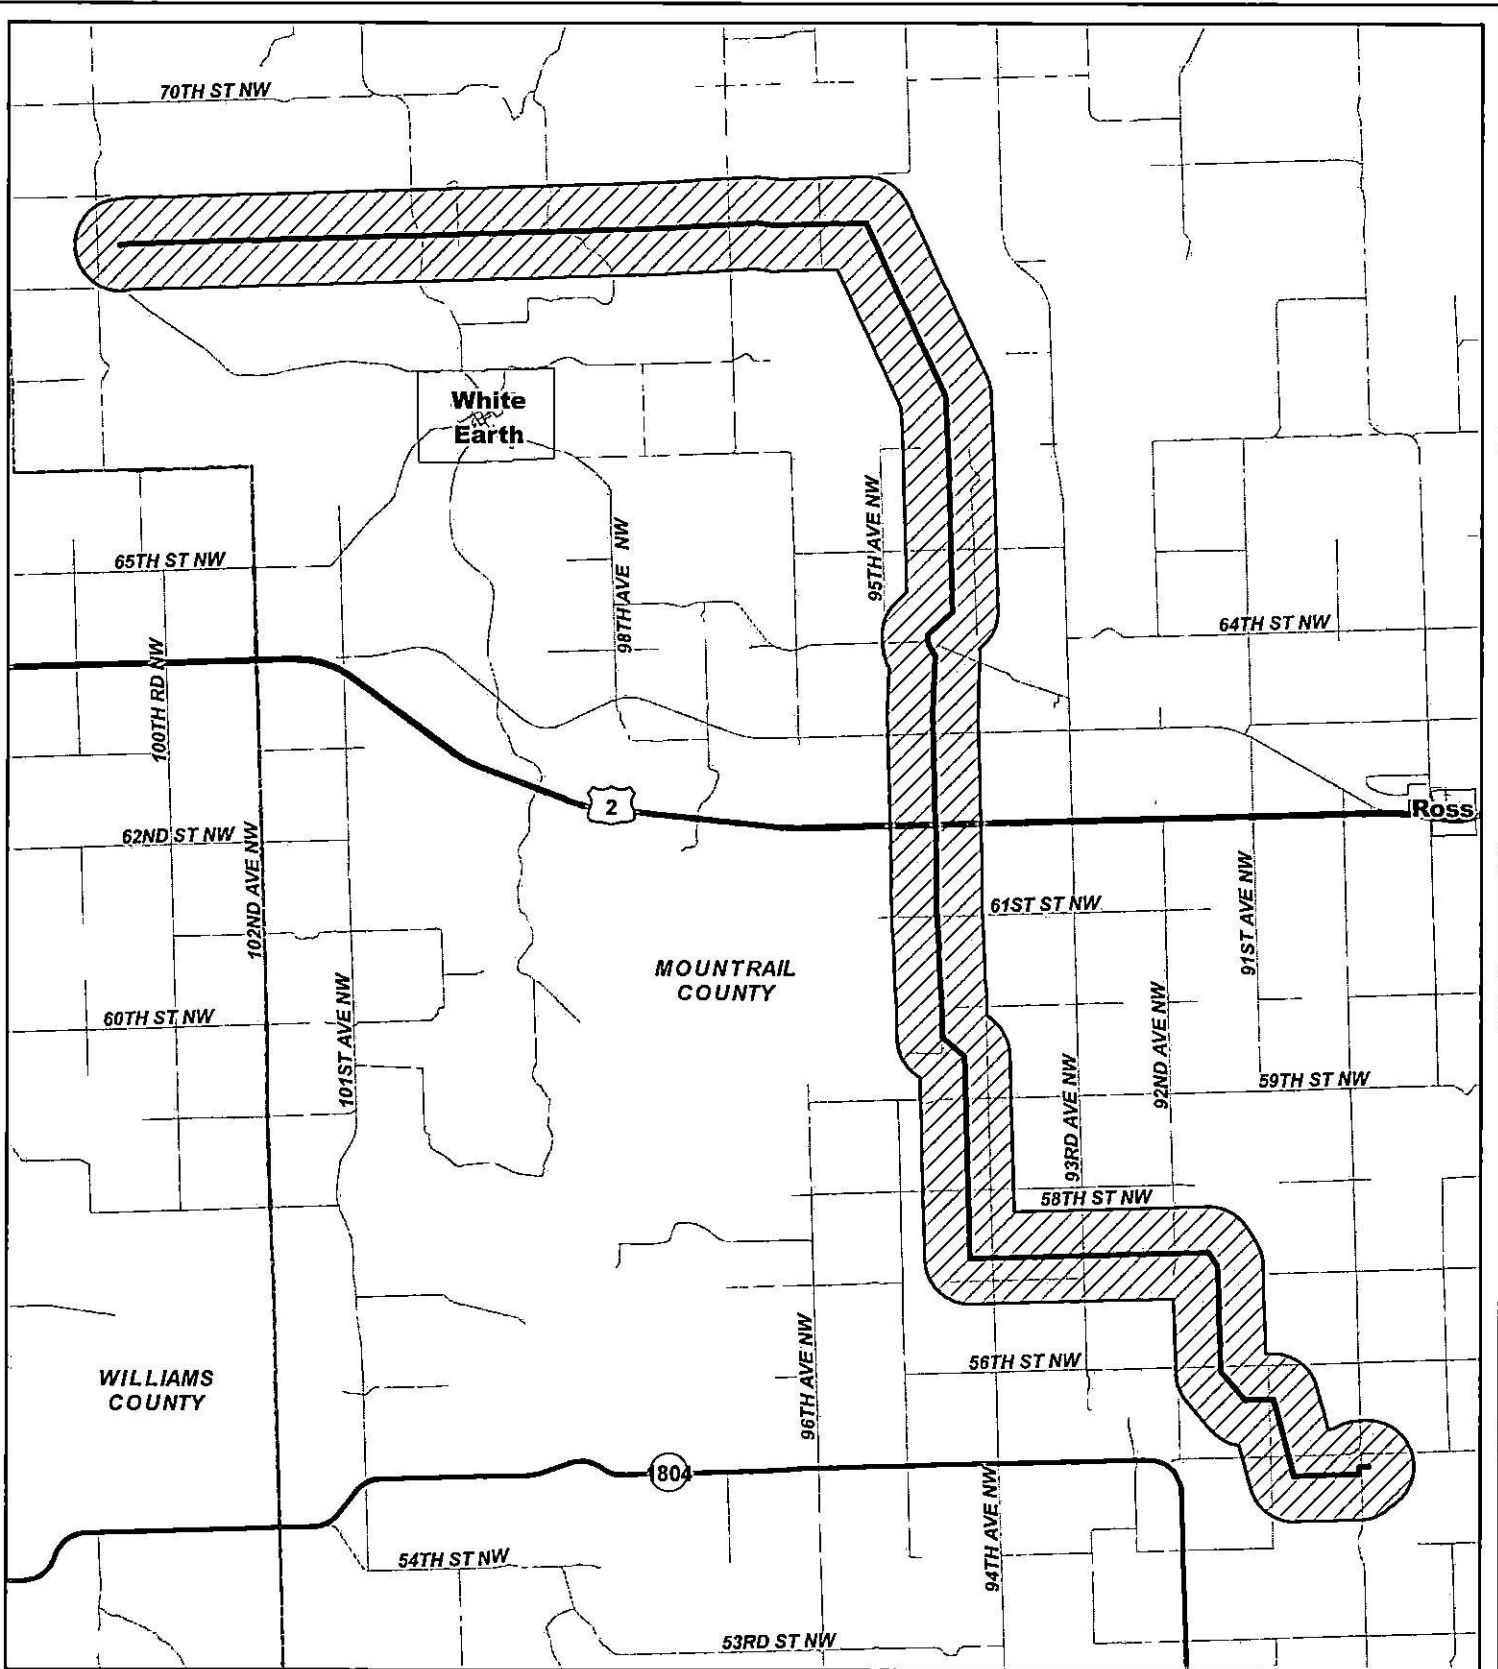 70TH ST NW
White
Earth
95TH AVE NW
98TH AVE NW
65TH ST NW
64TH ST NW
100TH RD NW
2
Ross
62ND ST NW
102ND AVE NW
61ST ST NW
91ST AVE NW
MOUNTRAIL
COUNTY
101ST AVE NW
60TH ST NW
92ND AVE NW
93RD AVE NW
59TH ST NW
58TH ST NW
96TH AVE NW
56TH ST NW
WILLIAMS
COUNTY
1804
94TH AVE NW
54TH ST NW
53RD ST NW